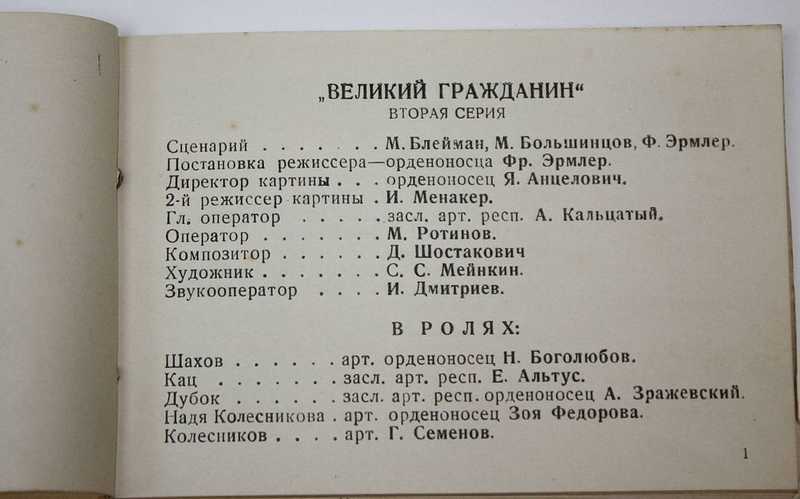 „ВЕЛИКИЙ ГРАЖДАНИН“
ВТОРАЯ СЕРИЯ
Сценарий . . . . . . . М. Блейман, М. Большинцов, Ф. Эрмлер.
Постановка режиссера—орденоносца Фр. Эрмлер.
Директор картины . . . орденоносец Я. Анцелович.
2-й режиссер картины . И. Менакер.
Гл. оператор . . . . . засл. арт. респ. А. Кальцатый.
Оператор . . . . . . . М. Ротинов.
Композитор . . . . . . Д. Шостакович
Художник . . . . . . . С. С. Мейнкин.
Звукооператор . . . . И. Дмитриев.
В РОЛЯХ:
Шахов . . . . . . арт. орденоносец Н. Боголюбов.
Кац . . . . . . . засл. арт. респ. Е. Альтус.
Дубок . . . . . . засл. арт. респ. орденоносец А. Зражевский.
Надя Колесникова . арт. орденоносец Зоя Федорова.
Колесников . . . . арт. Г. Семенов.
1